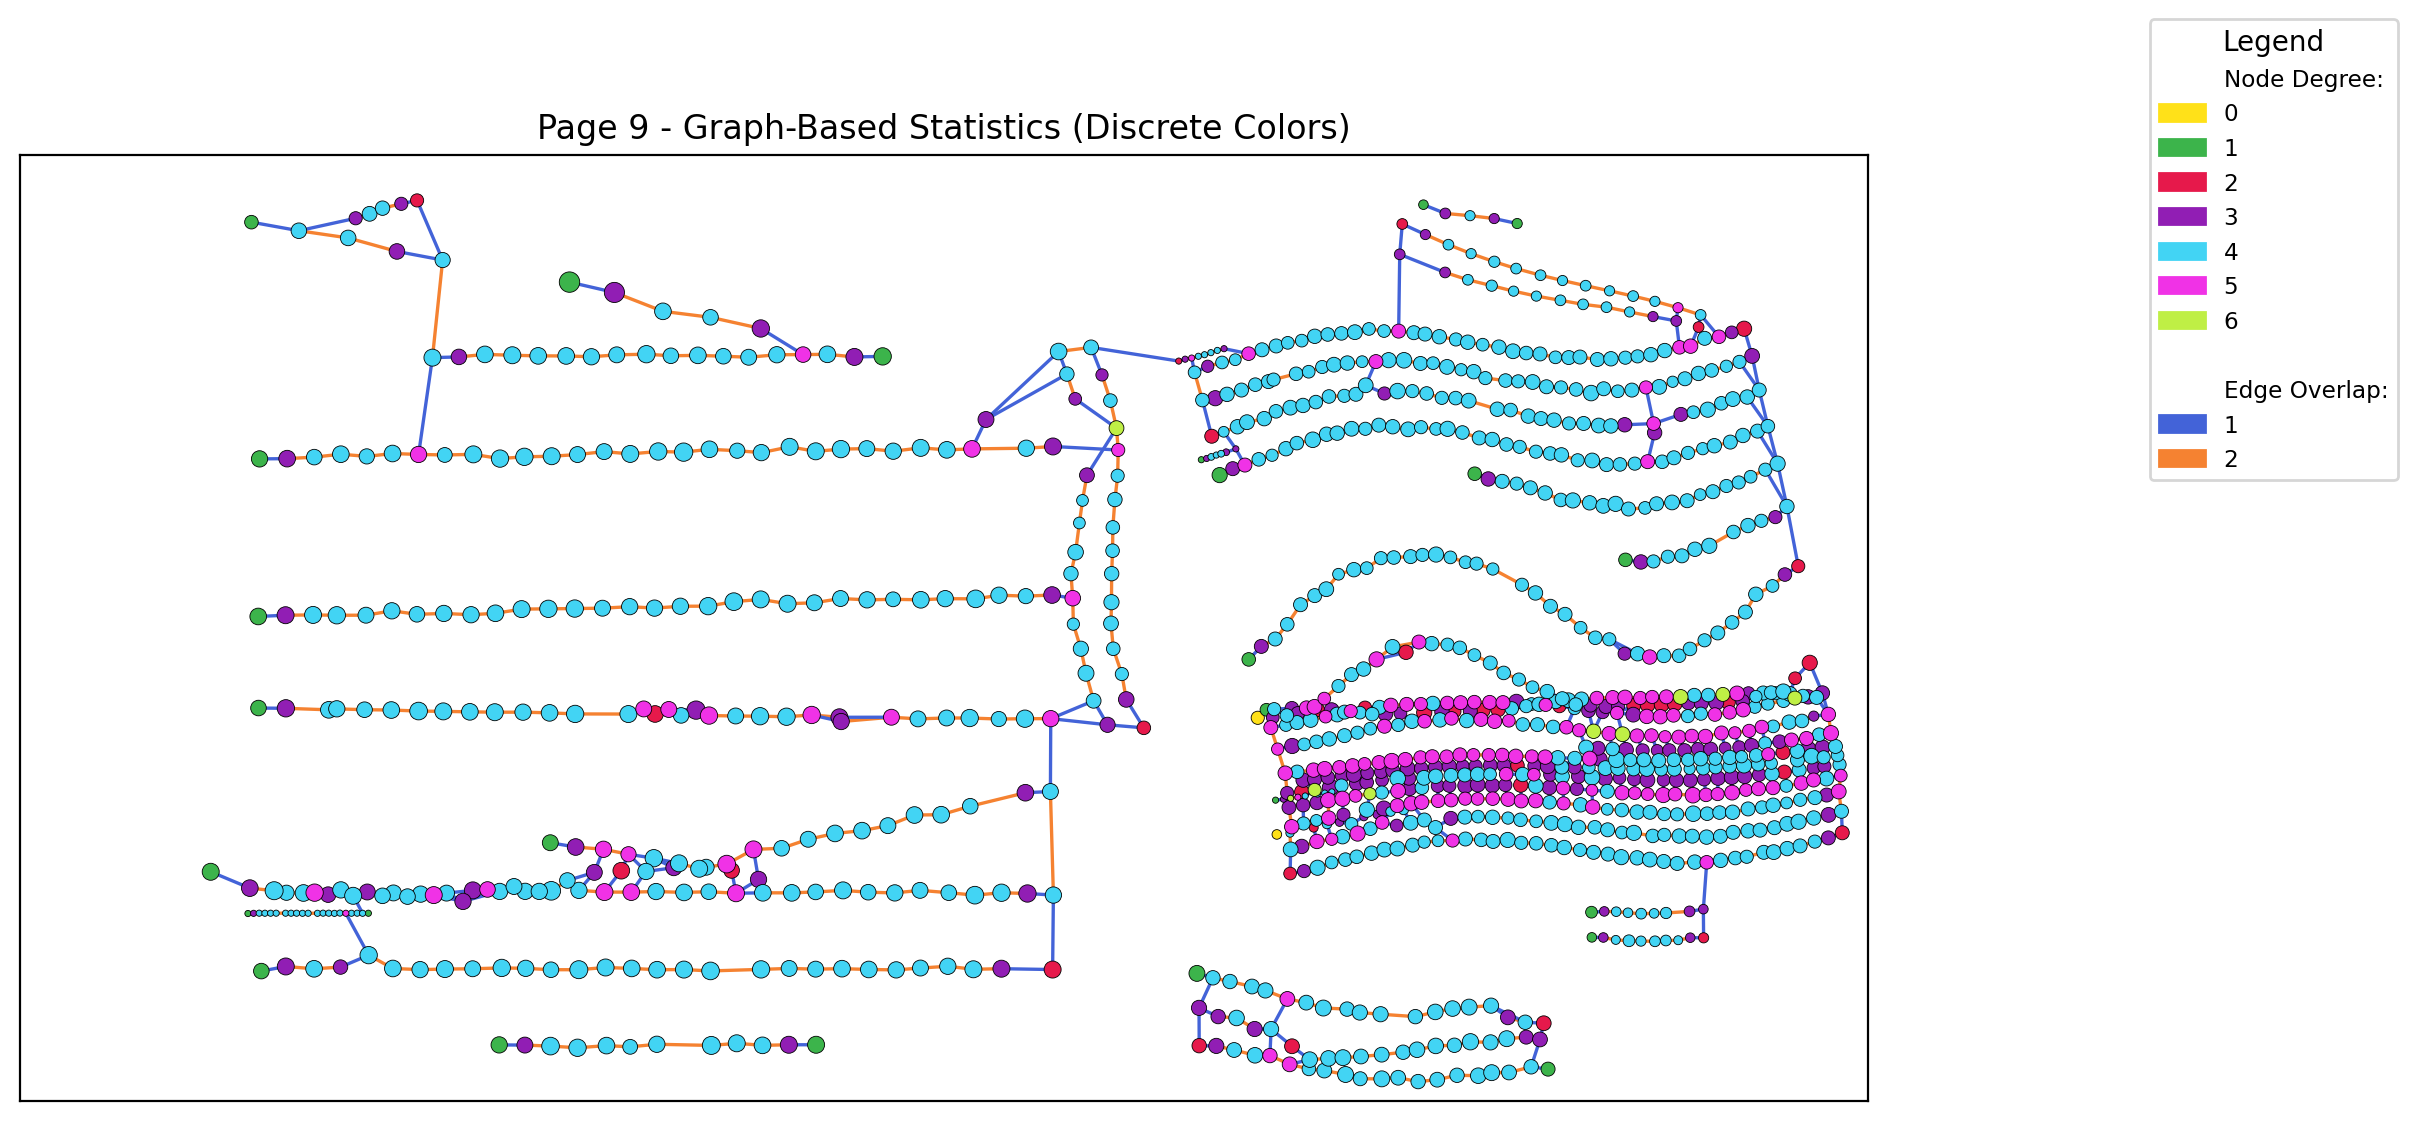 Page 9 - Graph-Based Statistics (Discrete Colors)
Legend
Node Degree:
0
1
2
3
4
5
6
Edge Overlap:
1
2